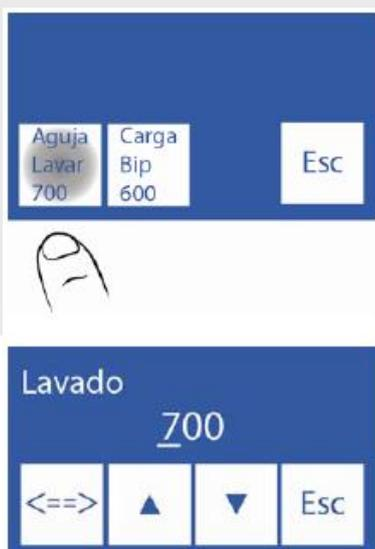 Aguja
Lavar
700
Carga
Bip
600
Esc
Lavado
700
<==>
▲
▼
Esc